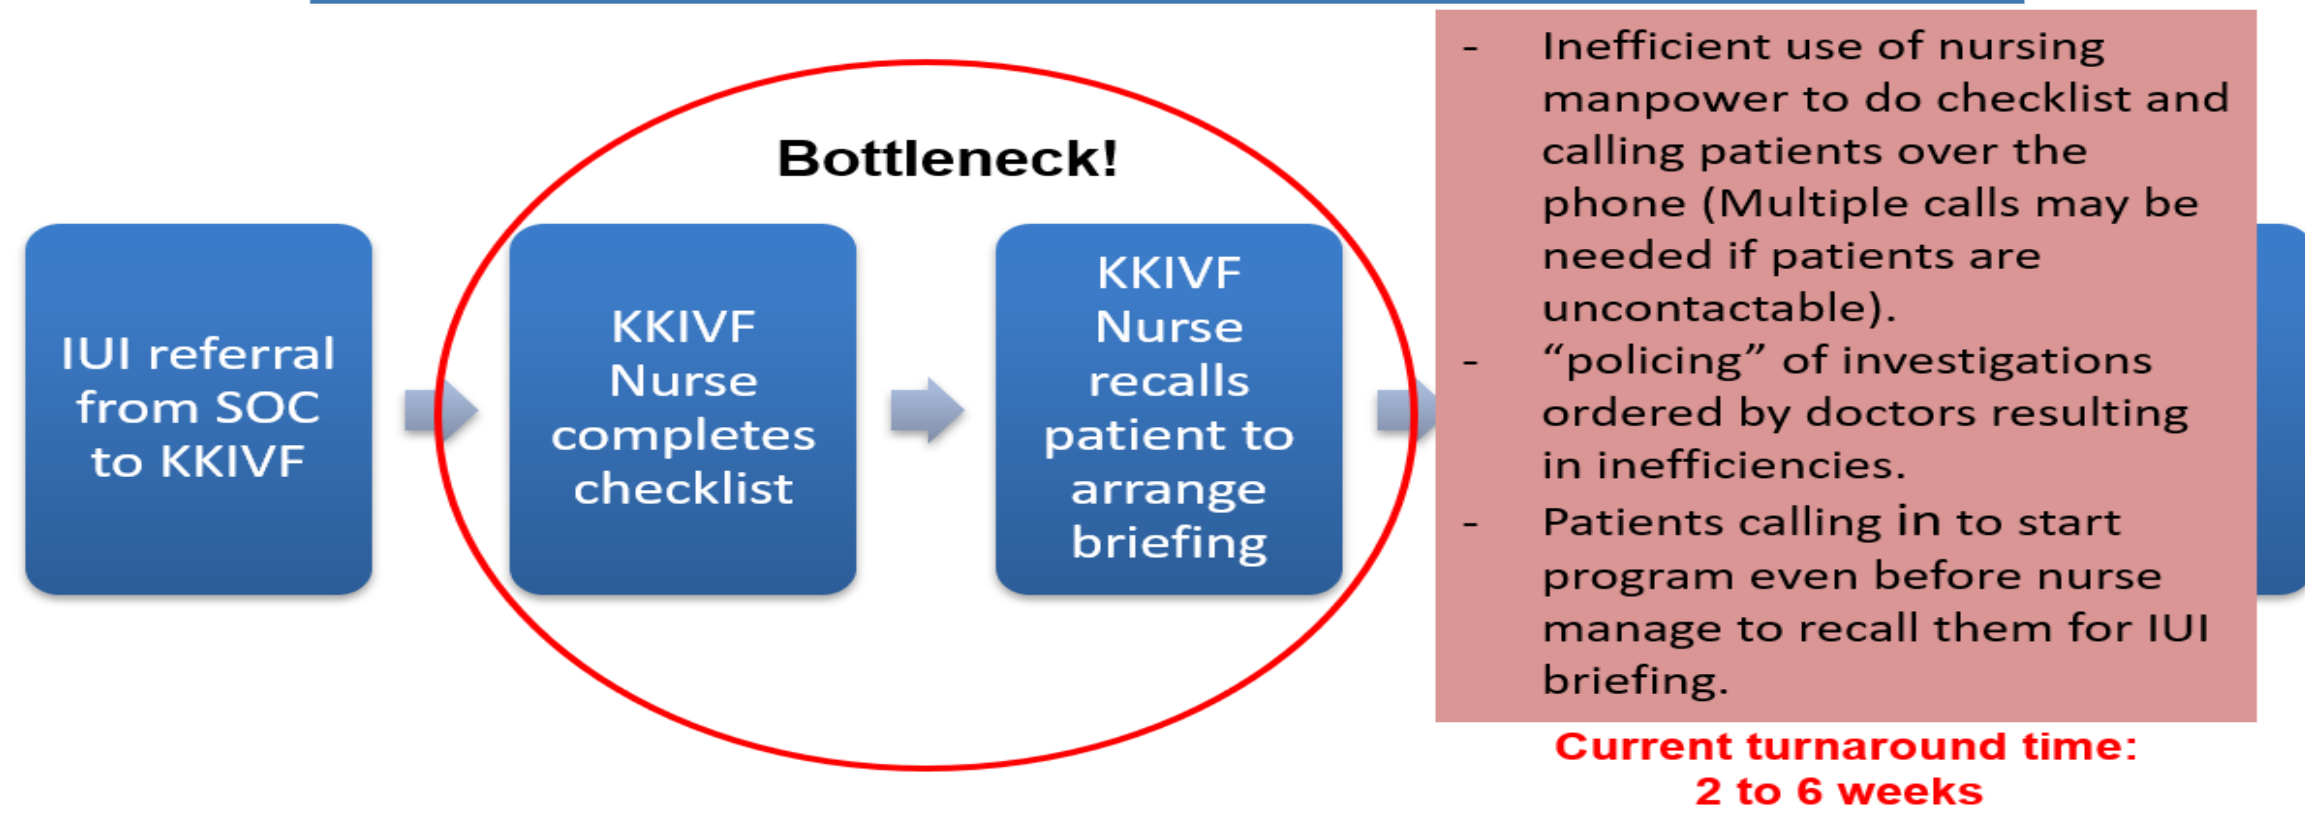 Bottleneck!
IUI referral
from SOC
to KKIVF
KKIVF
Nurse
completes
checklist
KKIVF
Nurse
recalls
patient to
arrange
briefing
- Inefficient use of nursing
manpower to do checklist and
calling patients over the
phone (Multiple calls may be
needed if patients are
uncontactable).
- “policing” of investigations
ordered by doctors resulting
in inefficiencies.
- Patients calling in to start
program even before nurse
manage to recall them for IUI
briefing.
Current turnaround time:
2 to 6 weeks